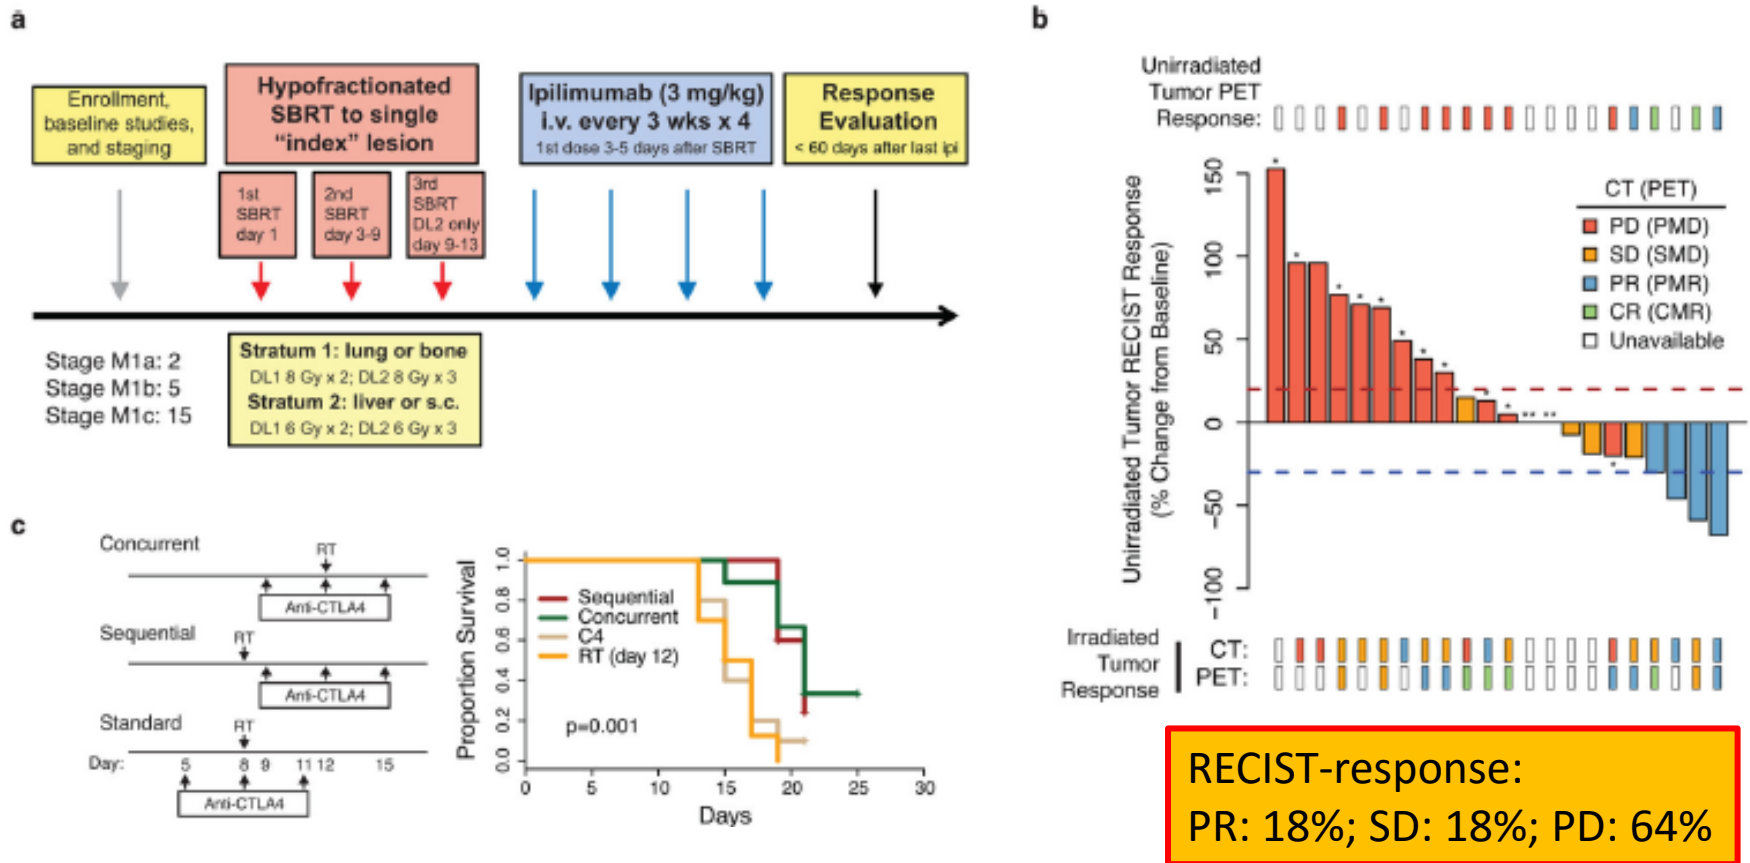 a
Enrollment,
baseline studies,
and staging
Hypofractionated
SBRT to single
“index” lesion
1st
SBRT
day 1
2nd
SBRT
day 3-9
3rd
SBRT
DL2 only
day 9-13
Ipilimumab (3 mg/kg)
i.v. every 3 wks x 4
1st dose 3-5 days after SBRT
Response
Evaluation
< 60 days after last ipi
Stage M1a: 2
Stage M1b: 5
Stage M1c: 15
Stratum 1: lung or bone
DL1 8 Gy x 2; DL2 8 Gy x 3
Stratum 2: liver or s.c.
DL1 6 Gy x 2; DL2 6 Gy x 3
b
Unirradiated
Tumor PET
Response:
Unirradiated Tumor RECIST Response
(% Change from Baseline)
150
100
50
0
-50
-100
* * * * * * * * * * * ** ** *
CT (PET)
PD (PMD)
SD (SMD)
PR (PMR)
CR (CMR)
Unavailable
Irradiated
Tumor
Response
CT:
PET:
c
Concurrent
RT
Anti-CTLA4
Sequential
RT
Anti-CTLA4
Standard
RT
Day: 5 8 9 11 12 15
Anti-CTLA4
Proportion Survival
1.0
0.8
0.6
0.4
0.2
0.0
Sequential
Concurrent
C4
RT (day 12)
p=0.001
0 5 10 15 20 25 30
Days
RECIST-response:
PR: 18%; SD: 18%; PD: 64%